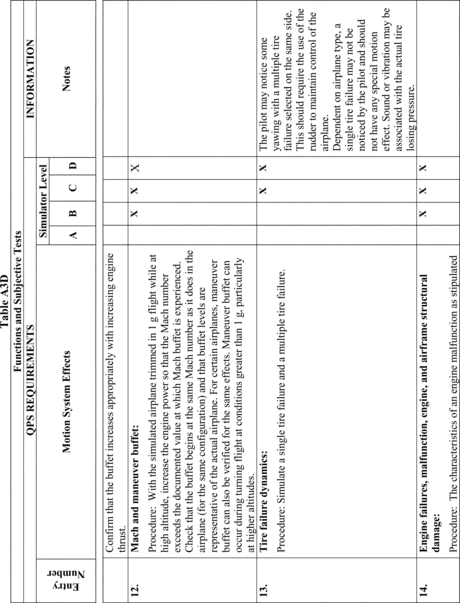 Table A3D
Functions and Subjective Tests
QPS REQUIREMENTS
INFORMATION
Entry
Number
Motion System Effects
Simulator Level
A B C D
Notes
Confirm that the buffet increases appropriately with increasing engine
thrust.
12. Mach and maneuver buffet: X X X
Procedure: With the simulated airplane trimmed in 1 g flight while at
high altitude, increase the engine power so that the Mach number
exceeds the documented value at which Mach buffet is experienced.
Check that the buffet begins at the same Mach number as it does in the
airplane (for the same configuration) and that buffet levels are
representative of the actual airplane. For certain airplanes, maneuver
buffet can also be verified for the same effects. Maneuver buffet can
occur during turning flight at conditions greater than 1 g, particularly
at higher altitudes.
13. Tire failure dynamics: X X
Procedure: Simulate a single tire failure and a multiple tire failure.
The pilot may notice some
yawing with a multiple tire
failure selected on the same side.
This should require the use of the
rudder to maintain control of the
airplane.
Dependent on airplane type, a
single tire failure may not be
noticed by the pilot and should
not have any special motion
effect. Sound or vibration may be
associated with the actual tire
losing pressure.
14. Engine failures, malfunction, engine, and airframe structural
damage: X X X
Procedure: The characteristics of an engine malfunction as stipulated